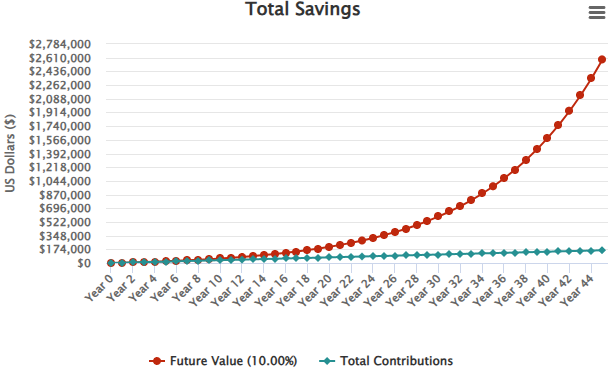 Total Savings
US Dollars ($)
$2,784,000
$2,610,000
$2,436,000
$2,262,000
$2,088,000
$1,914,000
$1,740,000
$1,566,000
$1,392,000
$1,218,000
$1,044,000
$870,000
$696,000
$522,000
$348,000
$174,000
$0
Year 0
Year 2
Year 4
Year 6
Year 8
Year 10
Year 12
Year 14
Year 16
Year 18
Year 20
Year 22
Year 24
Year 26
Year 28
Year 30
Year 32
Year 34
Year 36
Year 38
Year 40
Year 42
Year 44
Future Value (10.00%)
Total Contributions